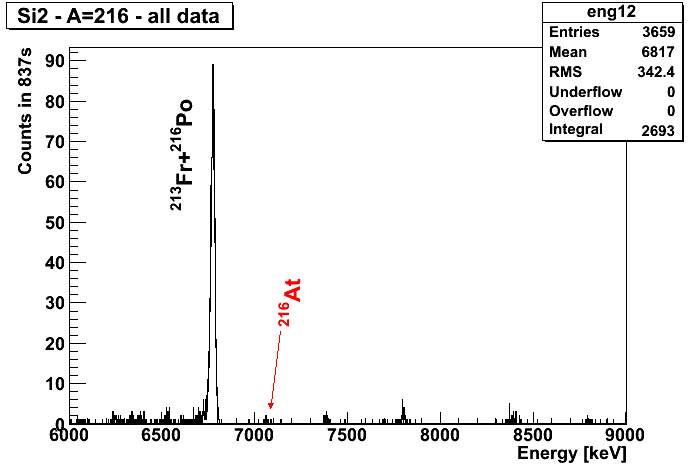 Si2 - A=216 - all data
eng12
Entries 3659
Mean 6817
RMS 342.4
Underflow 0
Overflow 0
Integral 2693
Counts in 837s
90
80
70
60
50
40
30
20
10
0
²¹³Fr+²¹⁶Po
²¹⁶At
6000 6500 7000 7500 8000 8500 9000
Energy [keV]